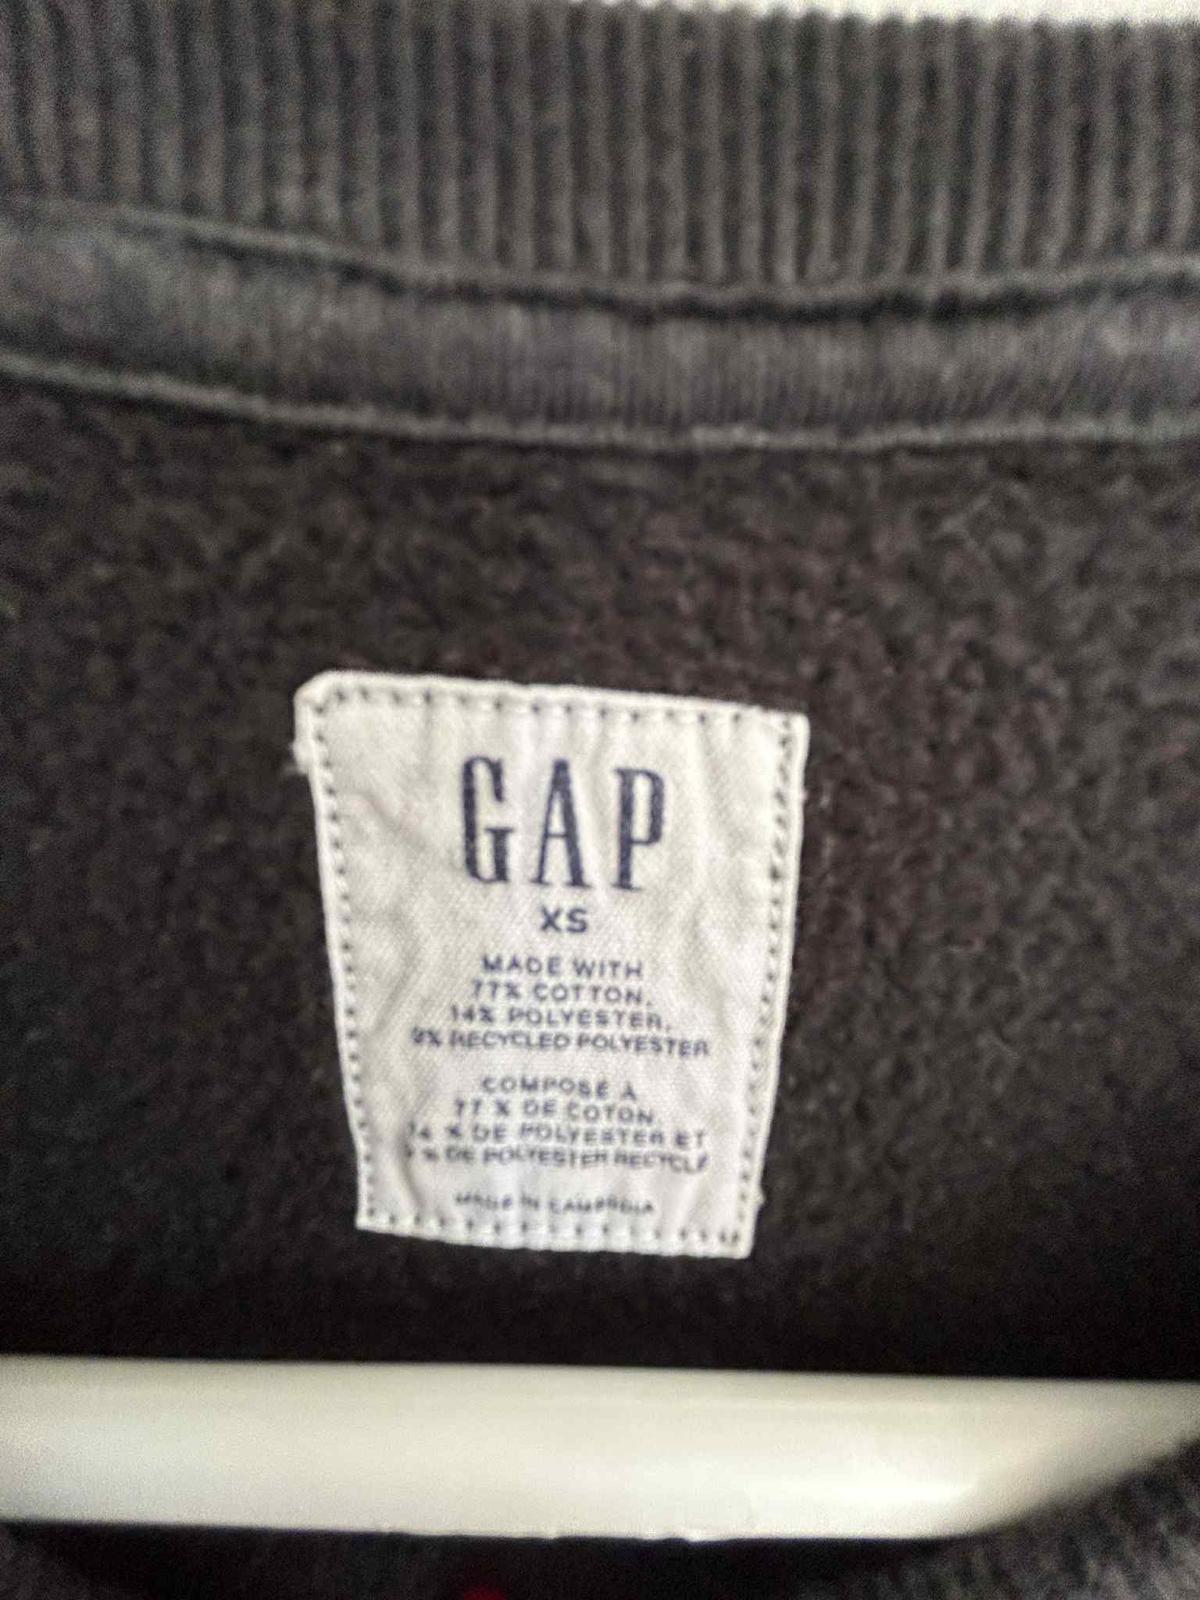 GAP
XS
MADE WITH
77% COTTON,
14% POLYESTER,
9% RECYCLED POLYESTER
COMPOSÉ À
77 % DE COTON,
14 % DE POLYESTER ET
9 % DE POLYESTER RECYCLÉ
MADE IN CAMBODIA